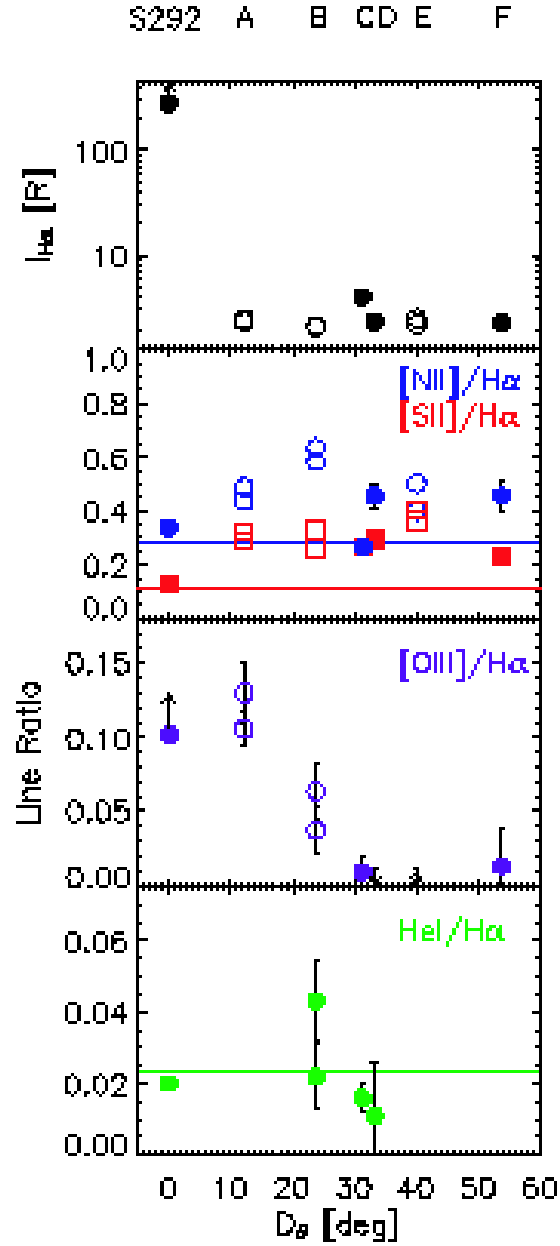 S292 A B CD E F
100
10
I_Hα [R]
1.0
0.8
0.6
0.4
0.2
0.0
[NII]/Hα
[SII]/Hα
0.15
0.10
0.05
0.00
[OIII]/Hα
Line Ratio
0.06
0.04
0.02
0.00
HeI/Hα
0 10 20 30 40 50 60
D_θ [deg]